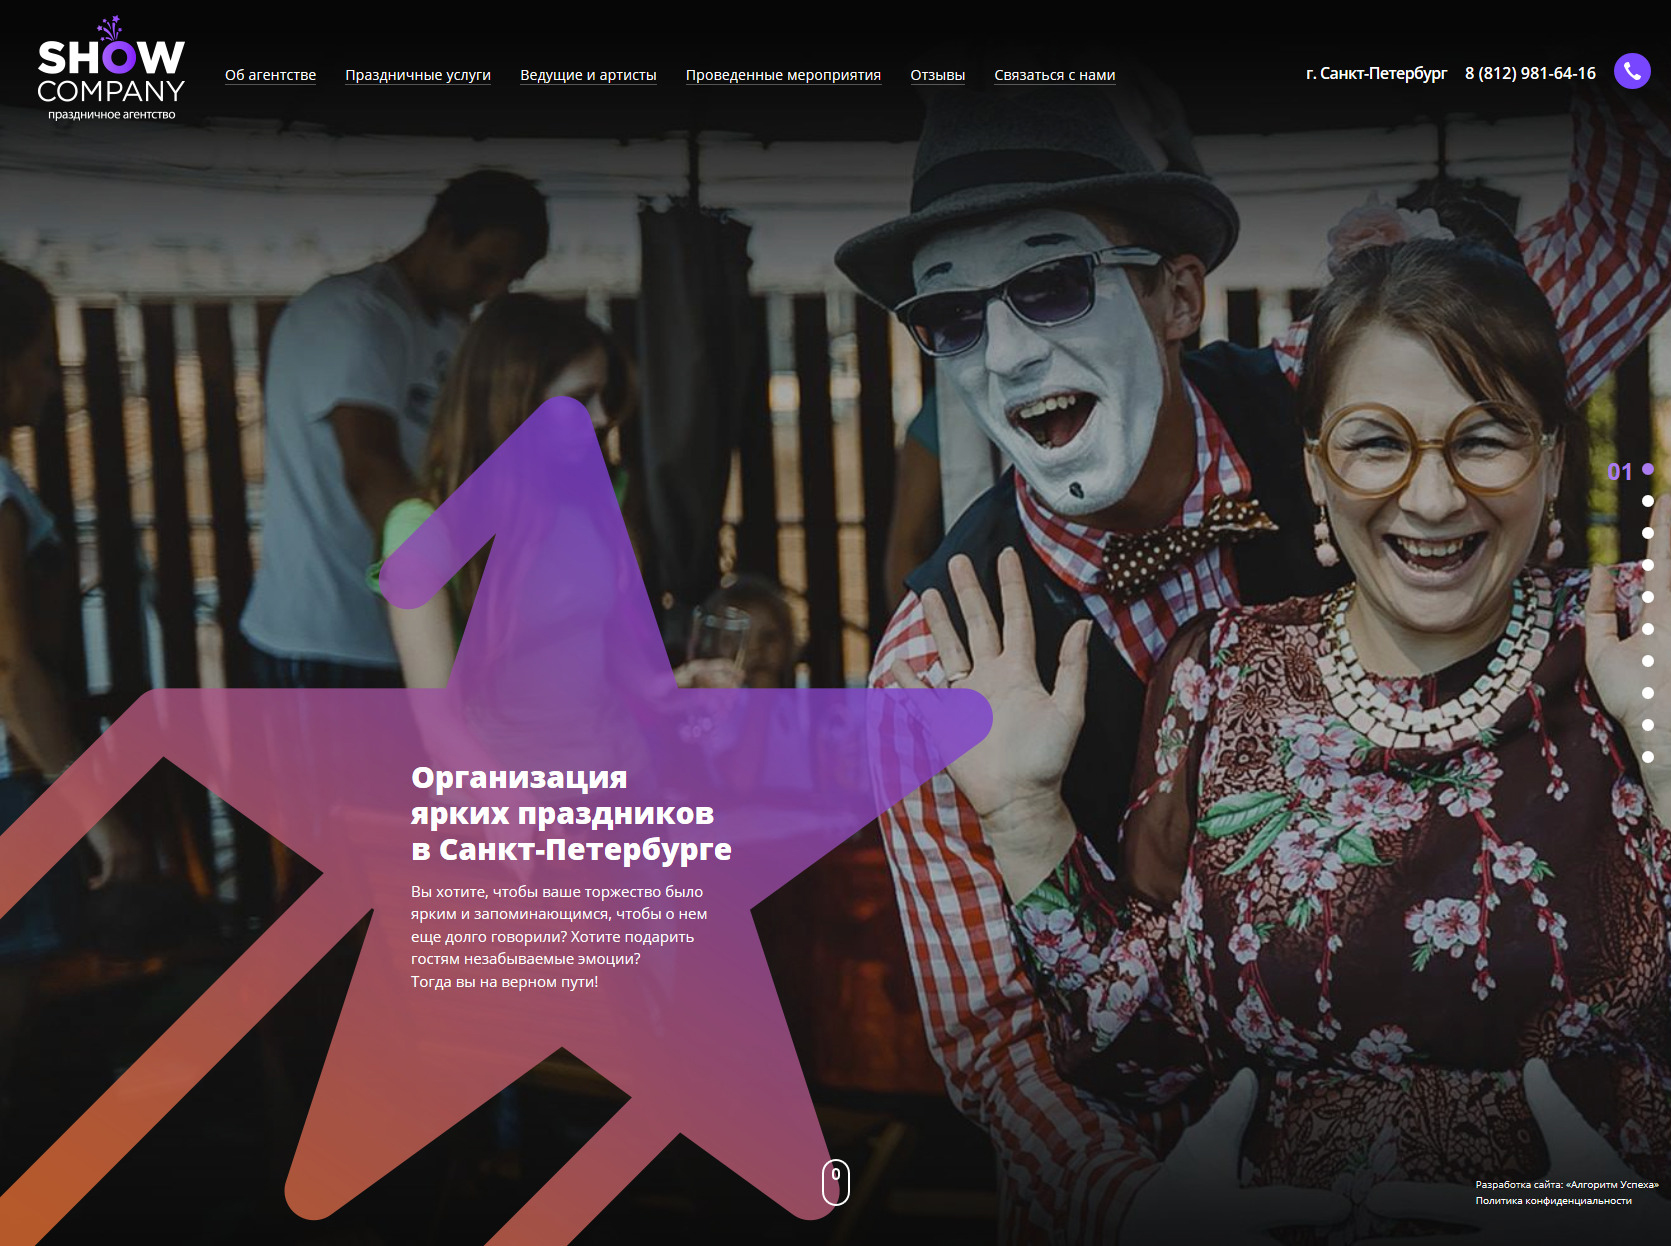 SHOW
COMPANY
праздничное агентство
Об агентстве
Праздничные услуги
Ведущие и артисты
Проведенные мероприятия
Отзывы
Связаться с нами
г. Санкт-Петербург
8 (812) 981-64-16
01
Организация
ярких праздников
в Санкт-Петербурге
Вы хотите, чтобы ваше торжество было
ярким и запоминающимся, чтобы о нем
еще долго говорили? Хотите подарить
гостям незабываемые эмоции?
Тогда вы на верном пути!
Разработка сайта: «Алгоритм Успеха»
Политика конфиденциальности